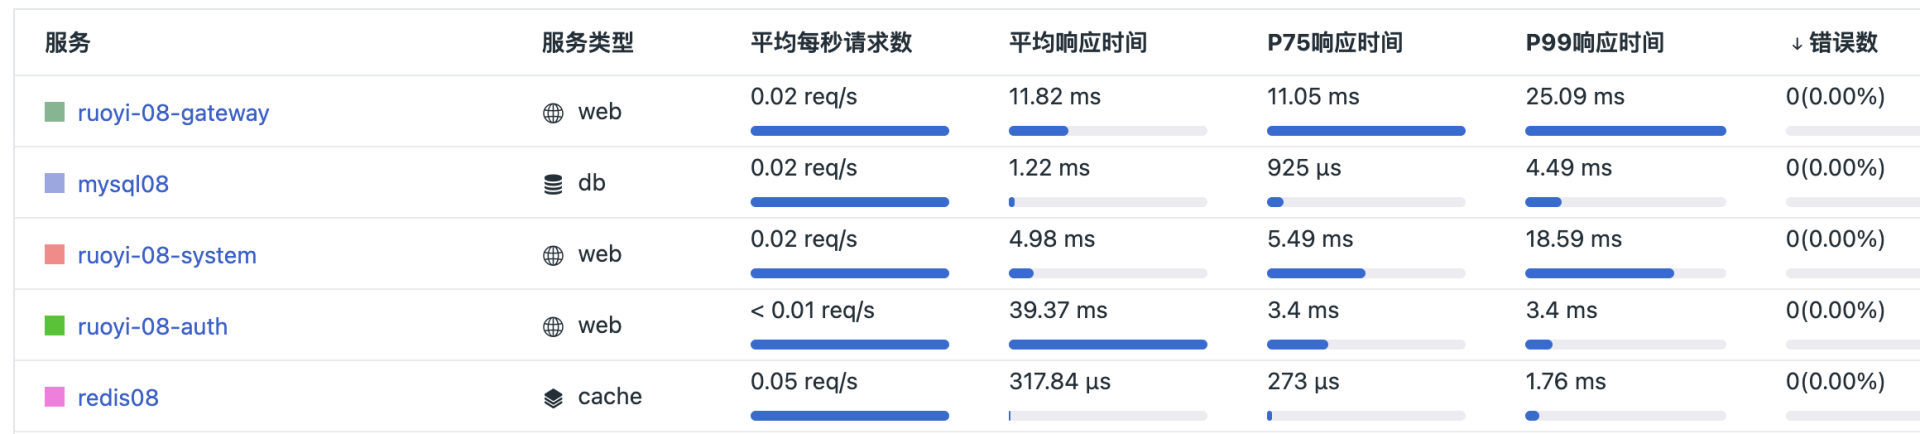 服务 服务类型 平均每秒请求数 平均响应时间 P75响应时间 P99响应时间 ↓ 错误数
ruoyi-08-gateway web 0.02 req/s 11.82 ms 11.05 ms 25.09 ms 0(0.00%)
mysql08 db 0.02 req/s 1.22 ms 925 μs 4.49 ms 0(0.00%)
ruoyi-08-system web 0.02 req/s 4.98 ms 5.49 ms 18.59 ms 0(0.00%)
ruoyi-08-auth web < 0.01 req/s 39.37 ms 3.4 ms 3.4 ms 0(0.00%)
redis08 cache 0.05 req/s 317.84 μs 273 μs 1.76 ms 0(0.00%)